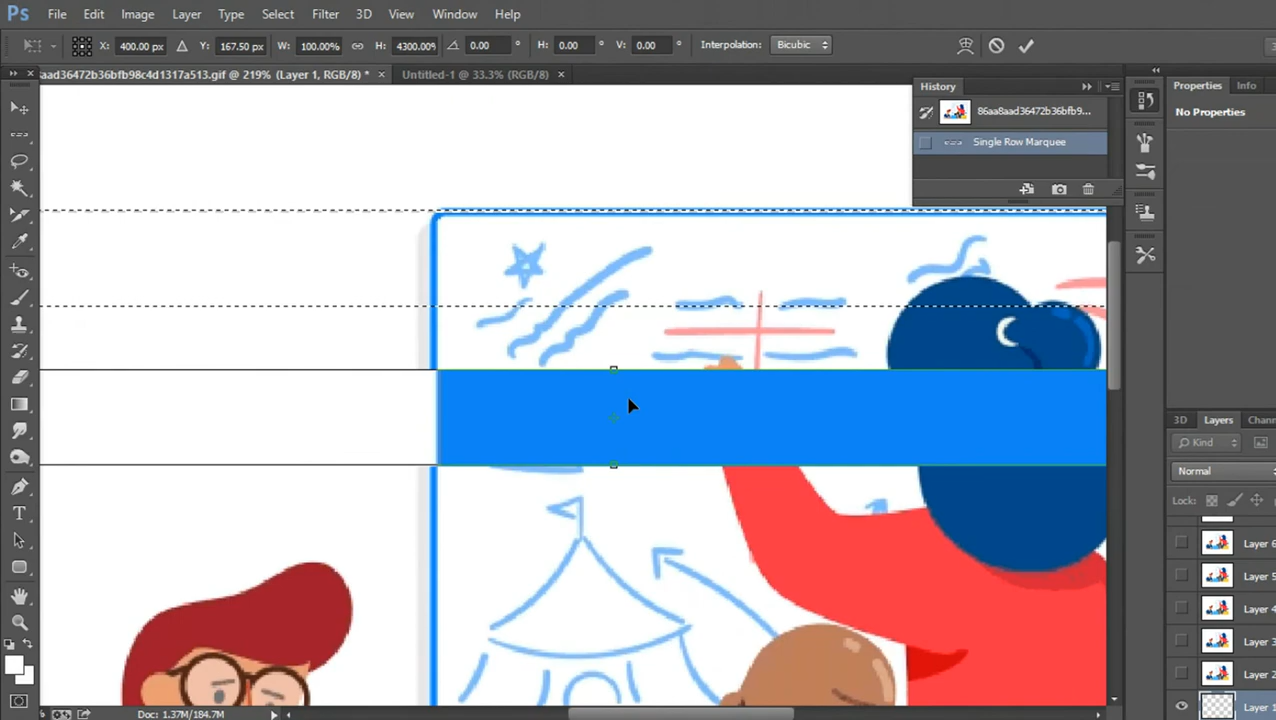 Ps File Edit Image Layer Type Select Filter 3D View Window Help
X: 400.00 px Y: 167.50 px W: 100.00% H: 4300.00% 0.00 ° H: 0.00 ° V: 0.00 ° Interpolation: Bicubic
aad36472b36bfb98c4d1317a513.gif @ 219% (Layer 1, RGB/8) * × Untitled-1 @ 33.3% (RGB/8) ×
History
Properties Info
86aa8aad36472b36bfb9...
No Properties
Single Row Marquee
3D Layers Chann
Kind
Normal
Lock:
Layer 6
Layer 5
Layer 4
Layer 3
Layer 2
Layer 1
Doc: 1.37M/184.7M